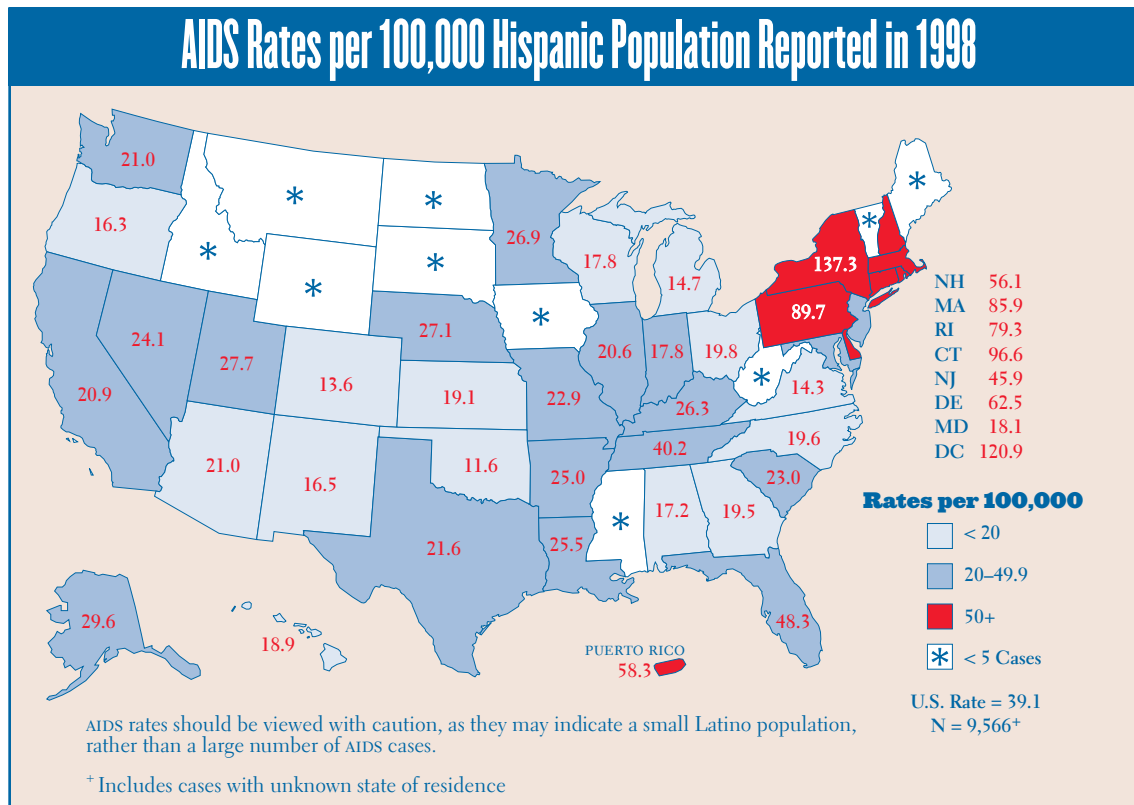 AIDS Rates per 100,000 Hispanic Population Reported in 1998
21.0
16.3
*
*
*
*
*
26.9
17.8
14.7
*
*
137.3
89.7
NH 56.1
MA 85.9
RI 79.3
CT 96.6
NJ 45.9
DE 62.5
MD 18.1
DC 120.9
20.9
24.1
27.7
13.6
27.1
19.1
*
22.9
20.6
17.8
19.8
*
14.3
26.3
19.6
40.2
23.0
21.0
16.5
11.6
25.0
25.5
*
17.2
19.5
21.6
48.3
29.6
18.9
PUERTO RICO
58.3
Rates per 100,000
< 20
20–49.9
50+
* < 5 Cases
U.S. Rate = 39.1
N = 9,566+
AIDS rates should be viewed with caution, as they may indicate a small Latino population,
rather than a large number of AIDS cases.
+ Includes cases with unknown state of residence